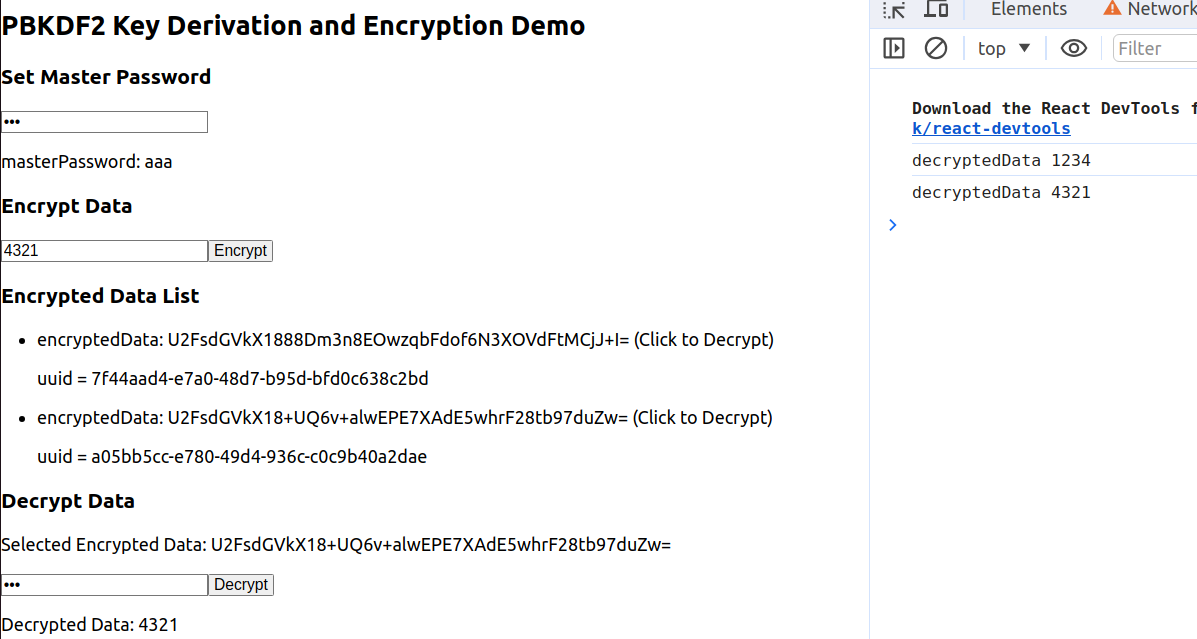 PBKDF2 Key Derivation and Encryption Demo
Set Master Password
•••
masterPassword: aaa
Encrypt Data
4321 Encrypt
Encrypted Data List
• encryptedData: U2FsdGVkX1888Dm3n8EOwzqbFdof6N3XOVdFtMCjJ+I= (Click to Decrypt)
uuid = 7f44aad4-e7a0-48d7-b95d-bfd0c638c2bd
• encryptedData: U2FsdGVkX18+UQ6v+alwEPE7XAdE5whrF28tb97duZw= (Click to Decrypt)
uuid = a05bb5cc-e780-49d4-936c-c0c9b40a2dae
Decrypt Data
Selected Encrypted Data: U2FsdGVkX18+UQ6v+alwEPE7XAdE5whrF28tb97duZw=
••• Decrypt
Decrypted Data: 4321
Elements Network
top Filter
Download the React DevTools f
k/react-devtools
decryptedData 1234
decryptedData 4321